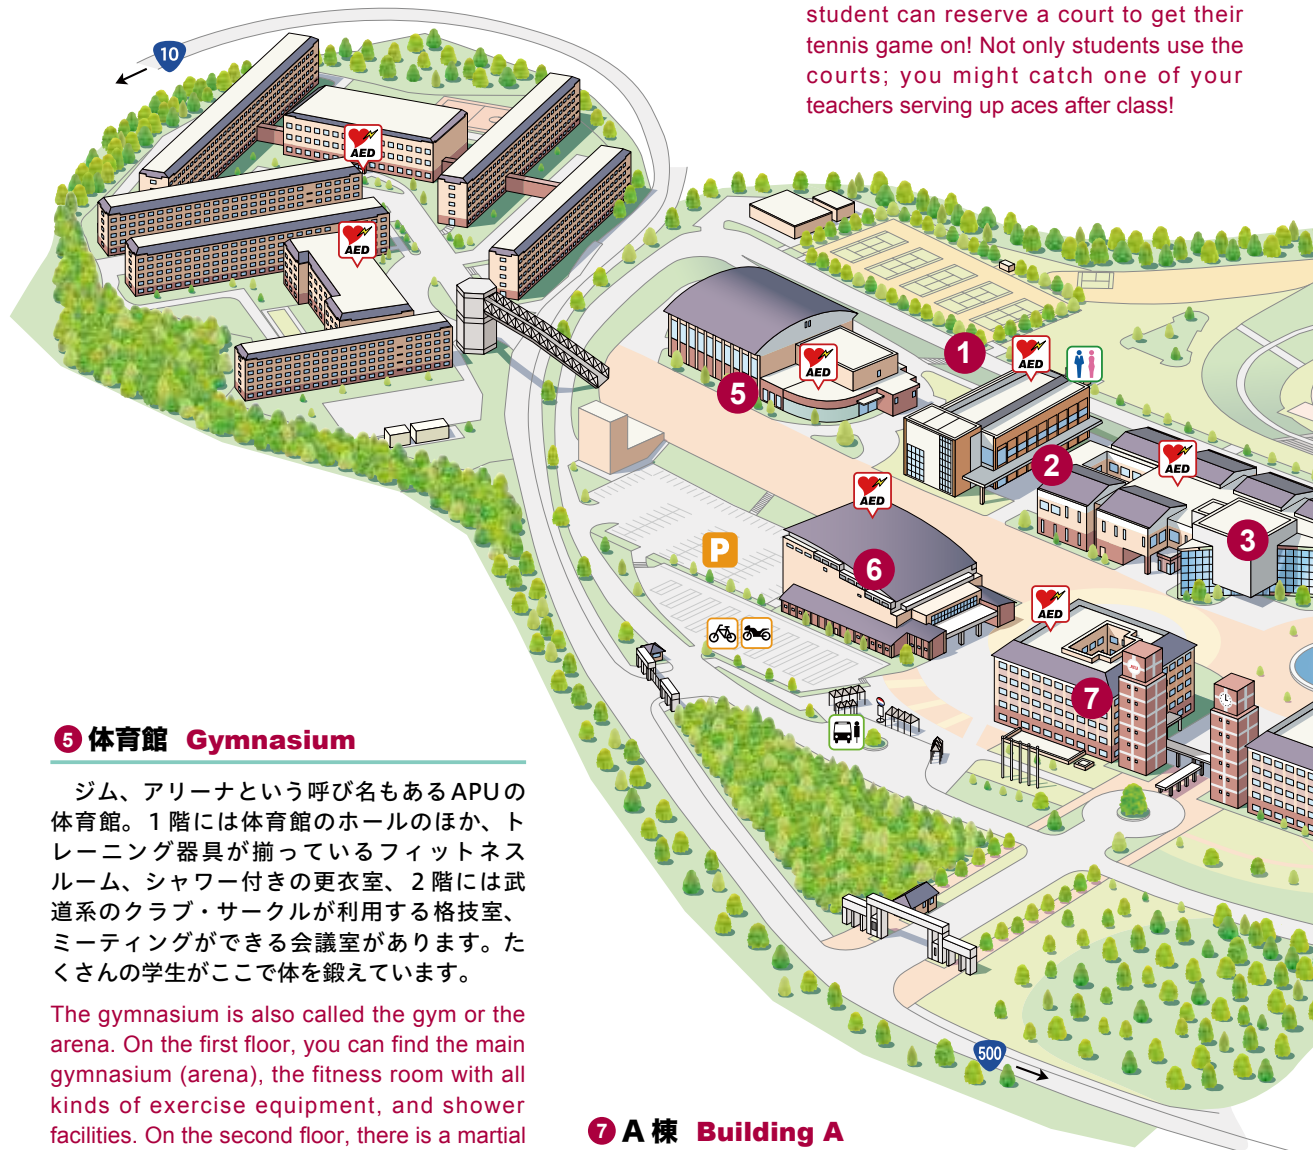 student can reserve a court to get their
tennis game on! Not only students use the
courts; you might catch one of your
teachers serving up aces after class!
10
AED
AED
1
AED
AED
5
2
AED
AED
3
P
6
AED
7
5 体育館 Gymnasium
ジム、アリーナという呼び名もあるAPUの
体育館。1階には体育館のホールのほか、ト
レーニング器具が揃っているフィットネス
ルーム、シャワー付きの更衣室、2階には武
道系のクラブ・サークルが利用する格技室、
ミーティングができる会議室があります。た
くさんの学生がここで体を鍛えています。
The gymnasium is also called the gym or the
arena. On the first floor, you can find the main
gymnasium (arena), the fitness room with all
kinds of exercise equipment, and shower
facilities. On the second floor, there is a martial
500
7 A棟 Building A